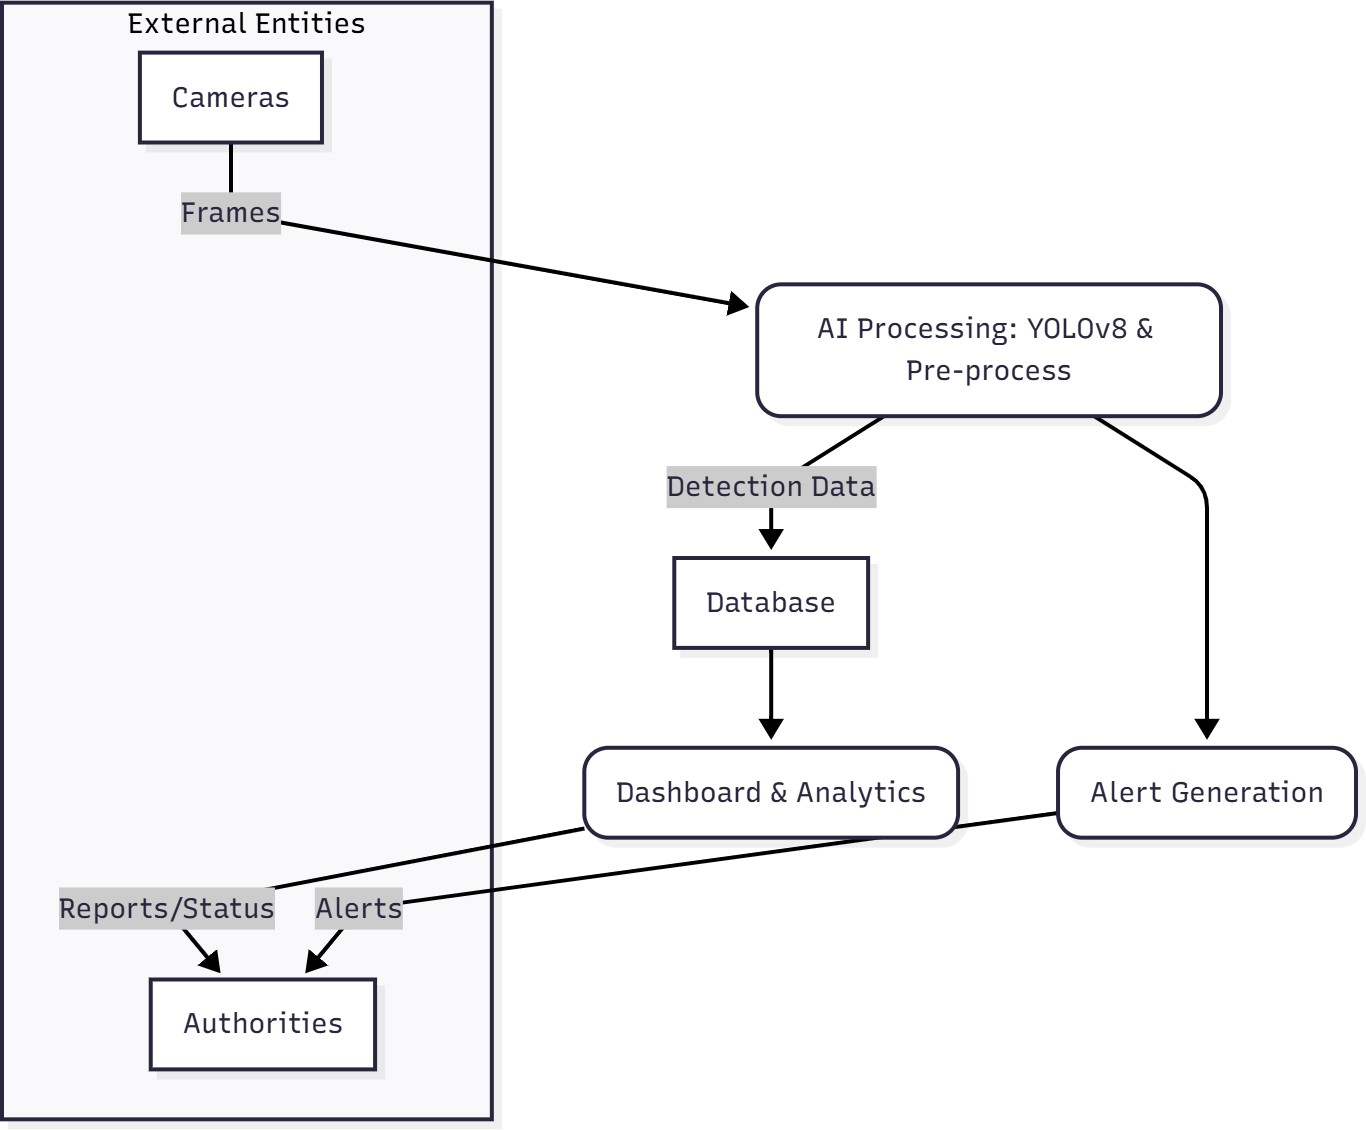 External Entities
Cameras
Frames
AI Processing: YOLOv8 &
Pre-process
Detection Data
Database
Dashboard & Analytics
Alert Generation
Reports/Status
Alerts
Authorities